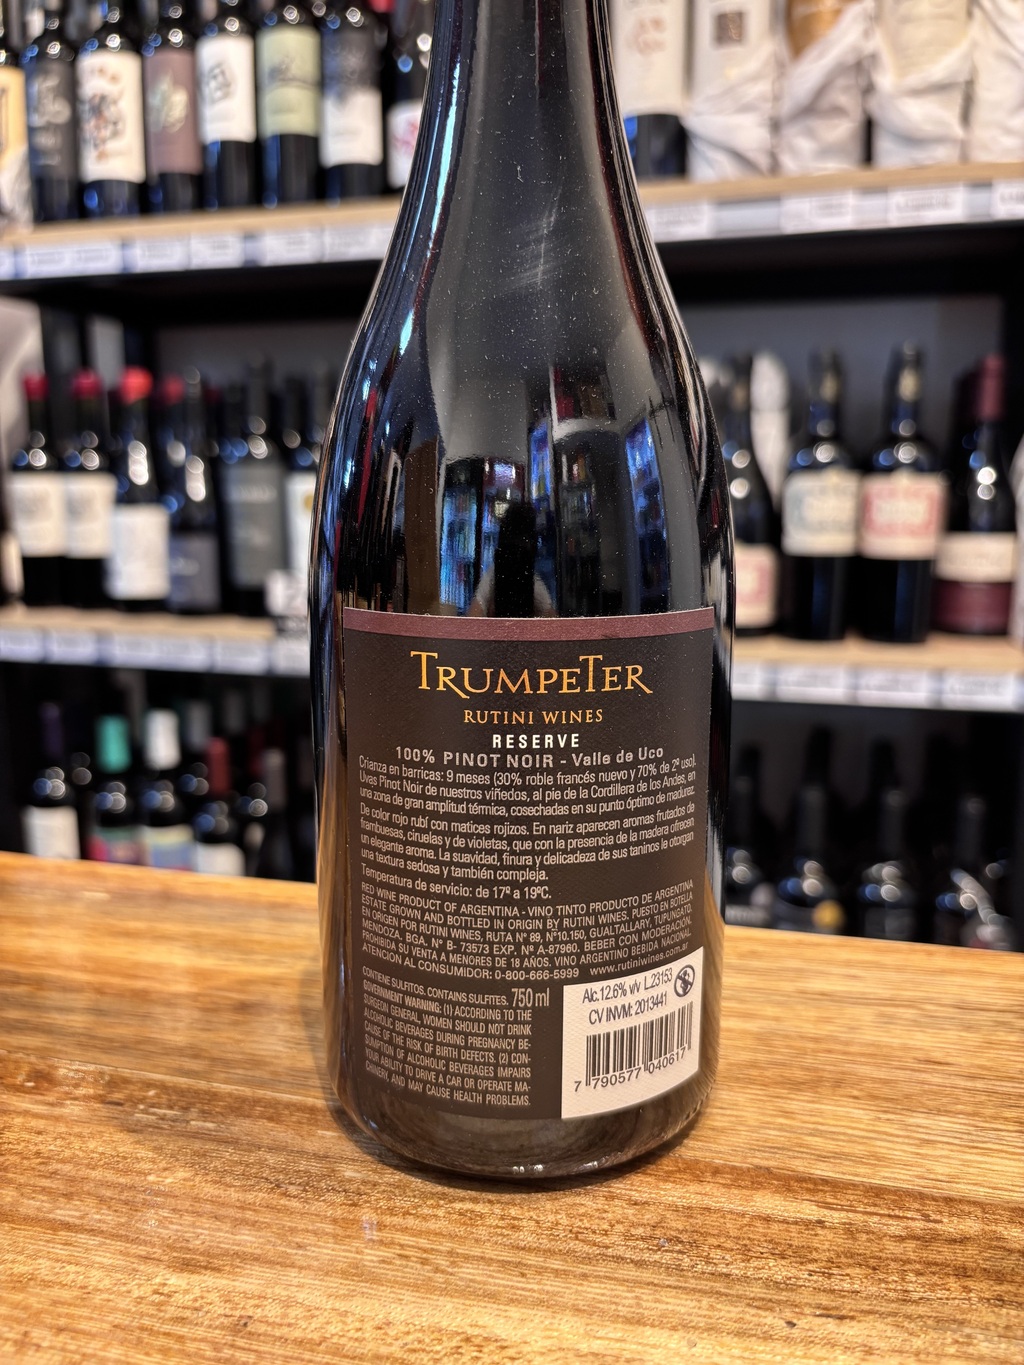 TRUMPETER
RUTINI WINES
RESERVE
100% PINOT NOIR - Valle de Uco
Crianza en barricas: 9 meses (30% roble francés nuevo y 70% de 2º uso).
Uvas Pinot Noir de nuestros viñedos, al pie de la Cordillera de los Andes, en
una zona de gran amplitud térmica, cosechadas en su punto óptimo de madurez.
De color rojo rubí con matices rojizos. En nariz aparecen aromas frutados de
frambuesas, ciruelas y de violetas, que con la presencia de la madera ofrecen
un elegante aroma. La suavidad, finura y delicadeza de sus taninos le otorgan
una textura sedosa y también compleja.
Temperatura de servicio: de 17º a 19ºC.
RED WINE PRODUCT OF ARGENTINA - VINO TINTO PRODUCTO DE ARGENTINA
ESTATE GROWN AND BOTTLED IN ORIGIN BY RUTINI WINES. PUESTO EN BOTELLA
EN ORIGEN POR RUTINI WINES, RUTA Nº 89, Nº10.150, GUALTALLARY, TUPUNGATO,
MENDOZA, BGA. Nº B- 73573 EXP. Nº A-87960. BEBER CON MODERACIÓN.
PROHIBIDA SU VENTA A MENORES DE 18 AÑOS. VINO ARGENTINO BEBIDA NACIONAL.
ATENCION AL CONSUMIDOR: 0-800-666-5999 www.rutiniwines.com.ar
CONTIENE SULFITOS. CONTAINS SULFITES. 750 ml
GOVERNMENT WARNING: (1) ACCORDING TO THE
SURGEON GENERAL, WOMEN SHOULD NOT DRINK
ALCOHOLIC BEVERAGES DURING PREGNANCY BE-
CAUSE OF THE RISK OF BIRTH DEFECTS. (2) CON-
SUMPTION OF ALCOHOLIC BEVERAGES IMPAIRS
YOUR ABILITY TO DRIVE A CAR OR OPERATE MA-
CHINERY, AND MAY CAUSE HEALTH PROBLEMS.
Alc.12.6% v/v L.23153
CV INVM: 2013441
7 790577 040617